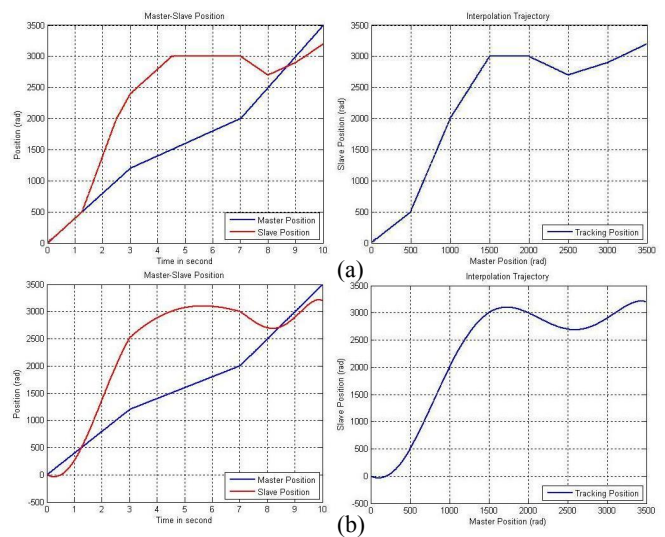 Master-Slave Position
Position (rad)
3500
3000
2500
2000
1500
1000
500
0
0 1 2 3 4 5 6 7 8 9 10
Time in second
Master Position
Slave Position
Interpolation Trajectory
Slave Position (rad)
3500
3000
2500
2000
1500
1000
500
0
0 500 1000 1500 2000 2500 3000 3500
Master Position (rad)
Tracking Position
(a)
Master-Slave Position
Position (rad)
3500
3000
2500
2000
1500
1000
500
0
-500
0 1 2 3 4 5 6 7 8 9 10
Time in second
Master Position
Slave Position
Interpolation Trajectory
Slave Position (rad)
3500
3000
2500
2000
1500
1000
500
0
-500
0 500 1000 1500 2000 2500 3000 3500
Master Position (rad)
Tracking Position
(b)